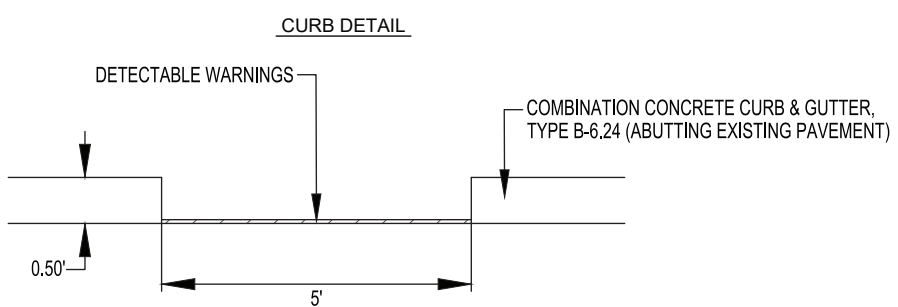 CURB DETAIL
DETECTABLE WARNINGS
COMBINATION CONCRETE CURB & GUTTER,
TYPE B-6.24 (ABUTTING EXISTING PAVEMENT)
0.50'
5'